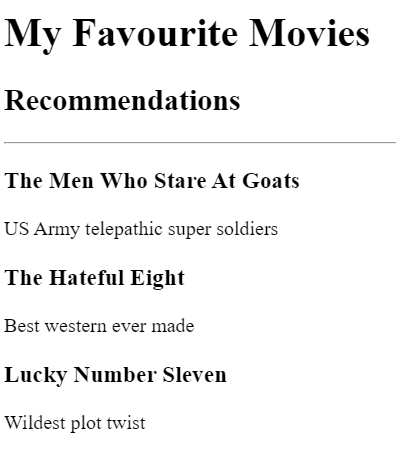 My Favourite Movies
Recommendations
The Men Who Stare At Goats
US Army telepathic super soldiers
The Hateful Eight
Best western ever made
Lucky Number Sleven
Wildest plot twist